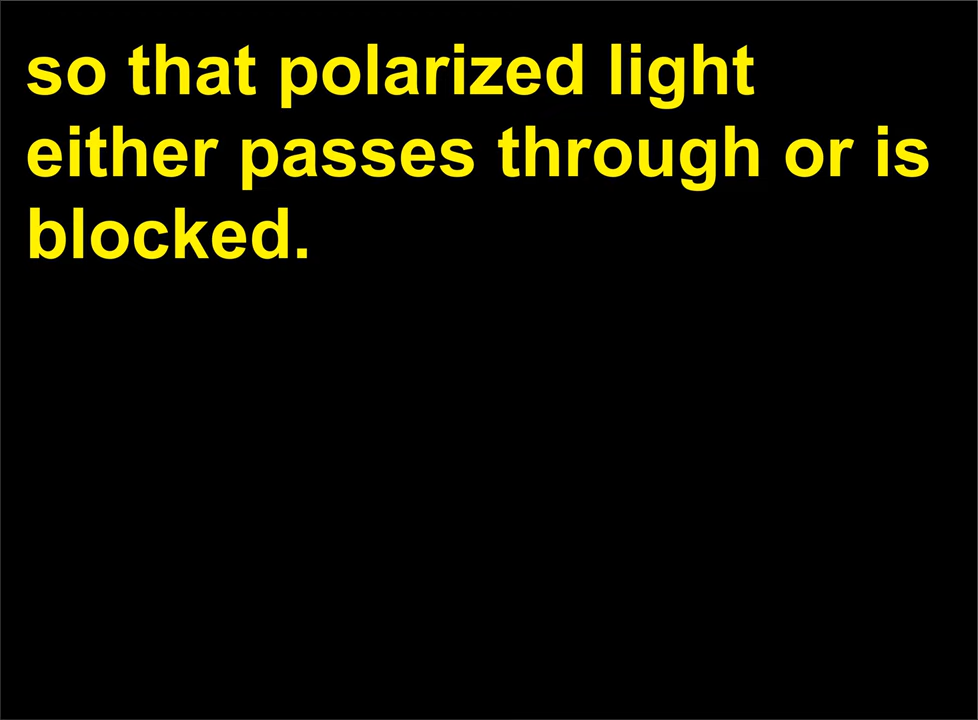 so that polarized light
either passes through or is
blocked.